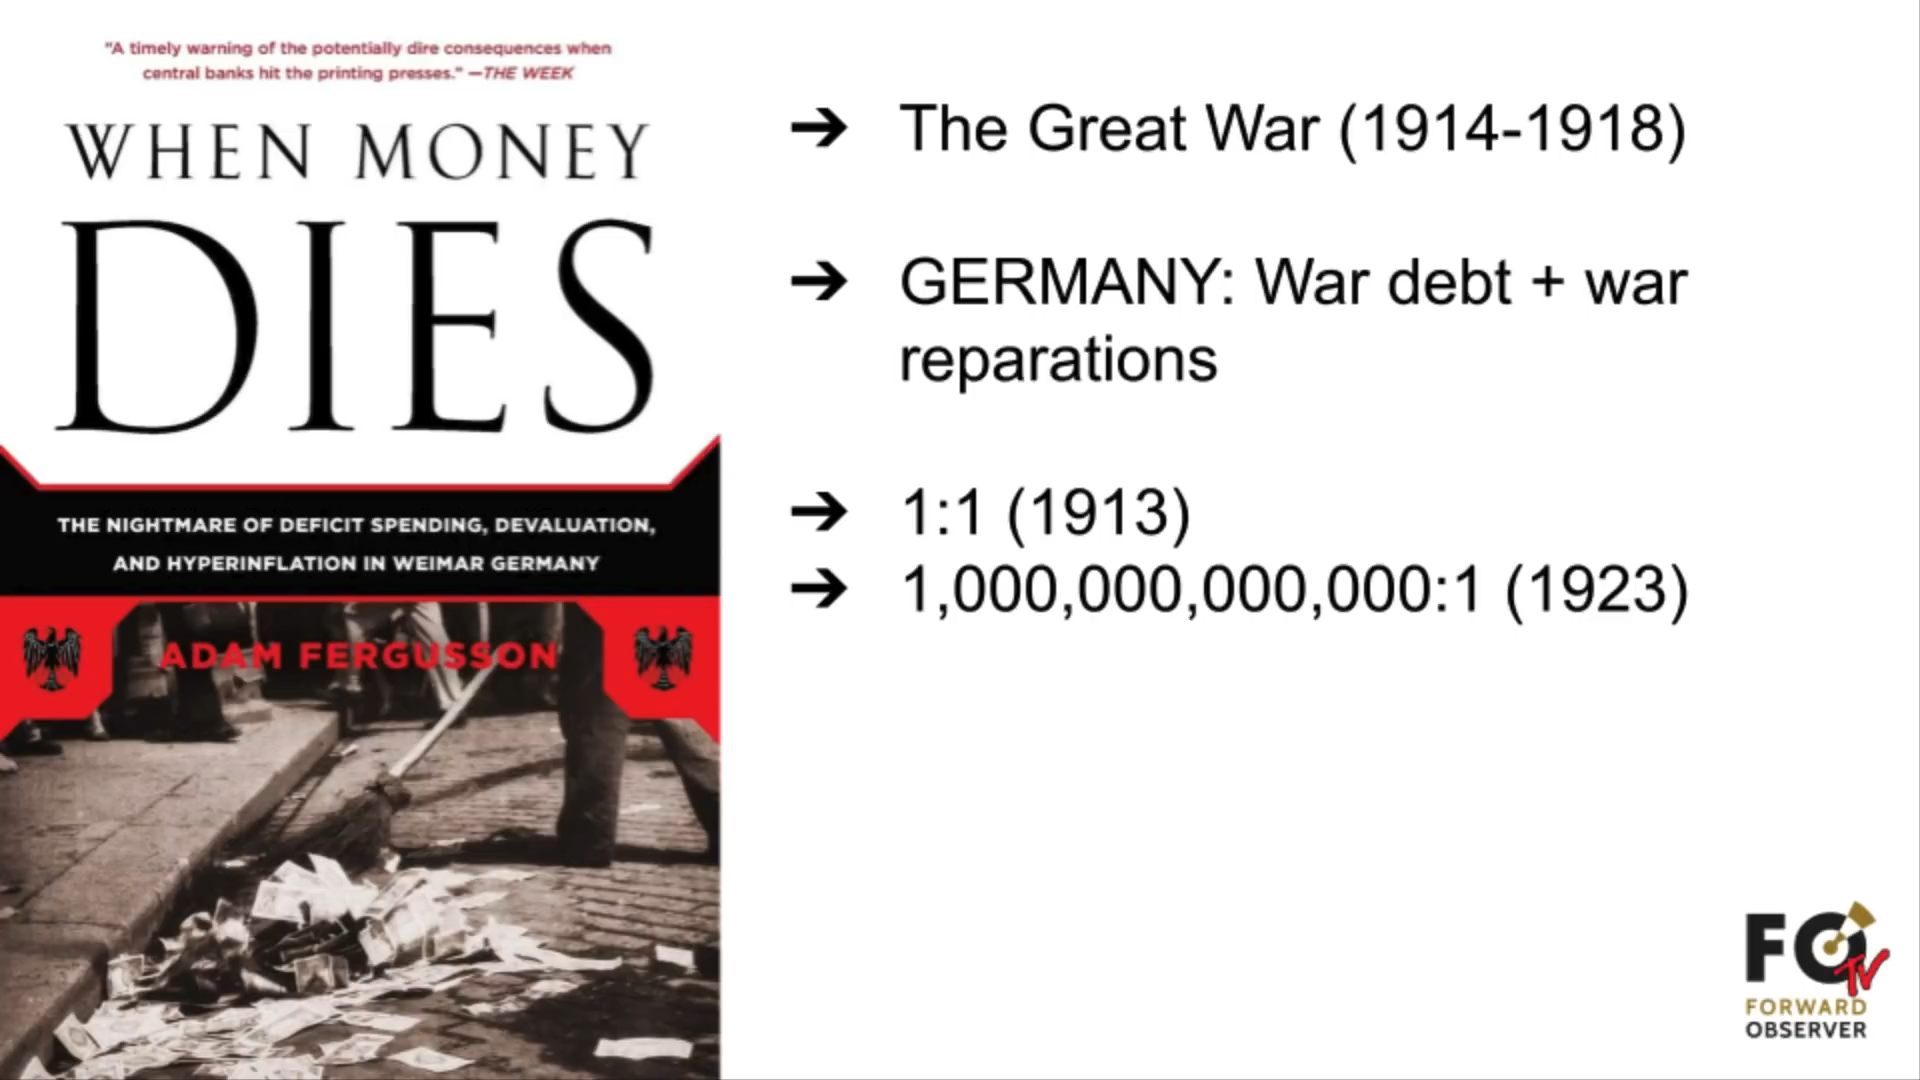 "A timely warning of the potentially dire consequences when
central banks hit the printing presses." —THE WEEK
WHEN MONEY
DIES
THE NIGHTMARE OF DEFICIT SPENDING, DEVALUATION,
AND HYPERINFLATION IN WEIMAR GERMANY
ADAM FERGUSSON
➔ The Great War (1914-1918)
➔ GERMANY: War debt + war
reparations
➔ 1:1 (1913)
➔ 1,000,000,000,000:1 (1923)
FO
TV
FORWARD
OBSERVER